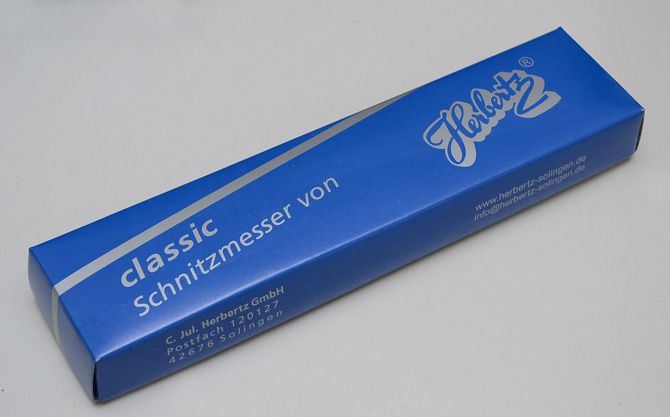 classic
Schnitzmesser von
Herbertz®
C. Jul. Herbertz GmbH
Postfach 120127
42676 Solingen
www.herbertz-solingen.de
info@herbertz-solingen.de